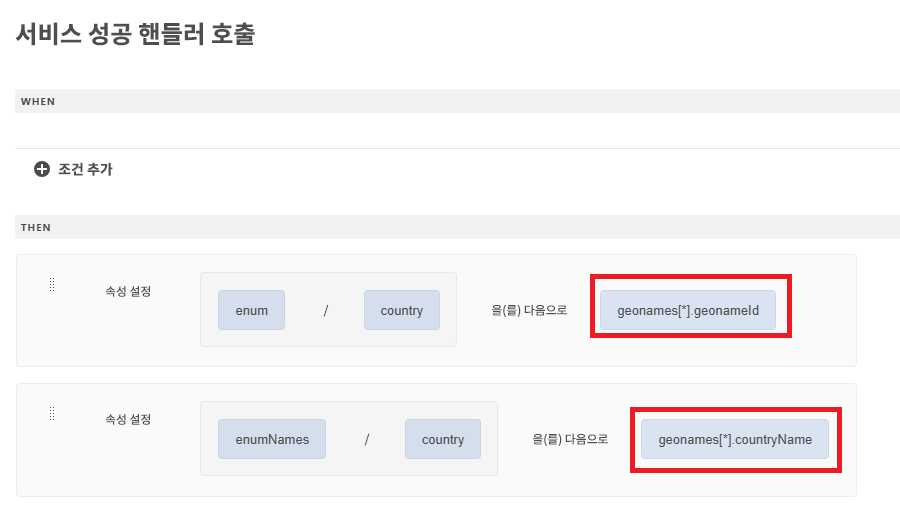 서비스 성공 핸들러 호출
WHEN
조건 추가
THEN
속성 설정 enum / country 을(를) 다음으로 geonames[*].geonameId
속성 설정 enumNames / country 을(를) 다음으로 geonames[*].countryName